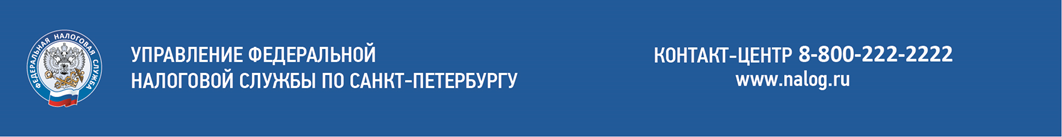 ФЕДЕРАЛЬНАЯ НАЛОГОВАЯ СЛУЖБА
УПРАВЛЕНИЕ ФЕДЕРАЛЬНОЙ
НАЛОГОВОЙ СЛУЖБЫ ПО САНКТ-ПЕТЕРБУРГУ
КОНТАКТ-ЦЕНТР 8-800-222-2222
www.nalog.ru